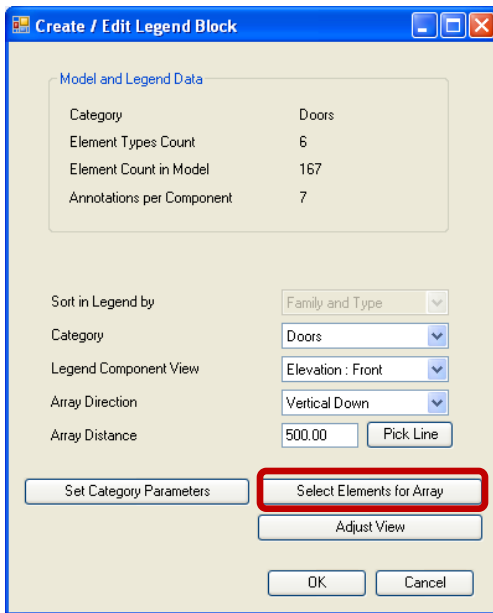 Create / Edit Legend Block
Model and Legend Data
Category Doors
Element Types Count 6
Element Count in Model 167
Annotations per Component 7
Sort in Legend by Family and Type
Category Doors
Legend Component View Elevation : Front
Array Direction Vertical Down
Array Distance 500.00 Pick Line
Set Category Parameters Select Elements for Array
Adjust View
OK Cancel